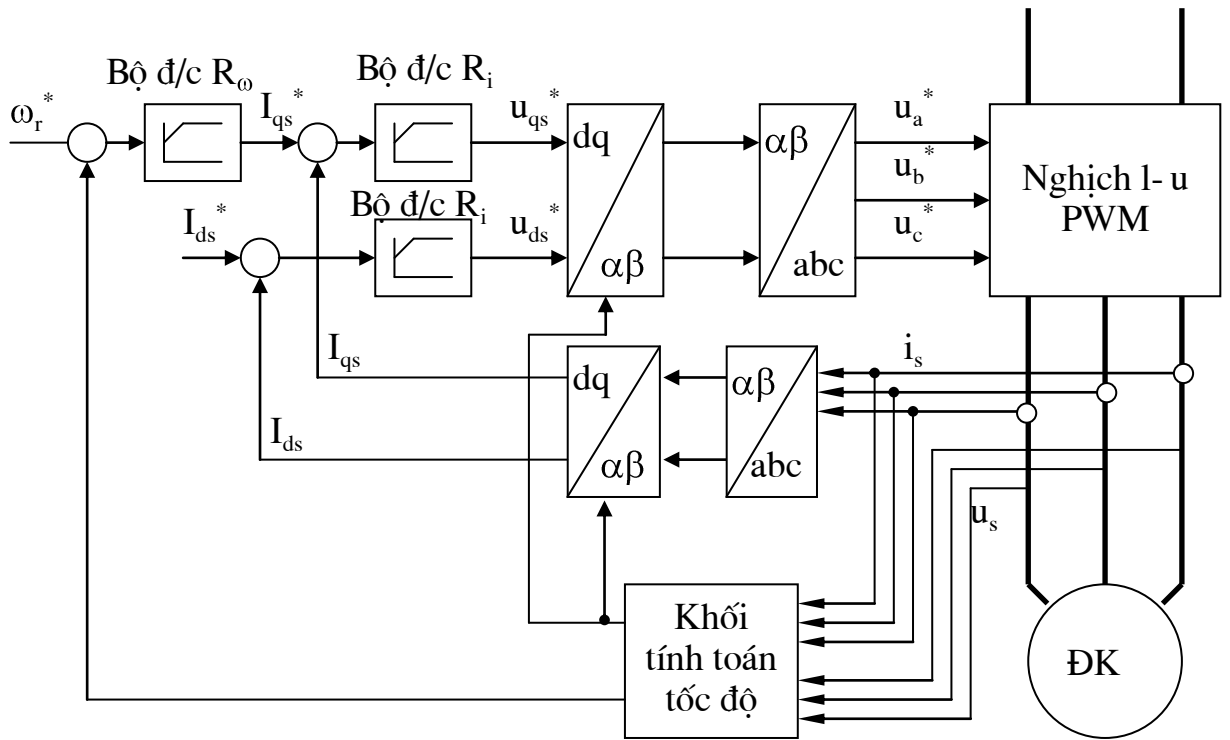 Bộ đ/c Rω
Bộ đ/c Ri
ωr*
Iqs*
uqs*
dq
αβ
αβ
abc
ua*
ub*
uc*
Nghịch l- u
PWM
Bộ đ/c Ri
Ids*
uds*
Iqs
Ids
dq
αβ
αβ
abc
is
us
Khối
tính toán
tốc độ
ĐK